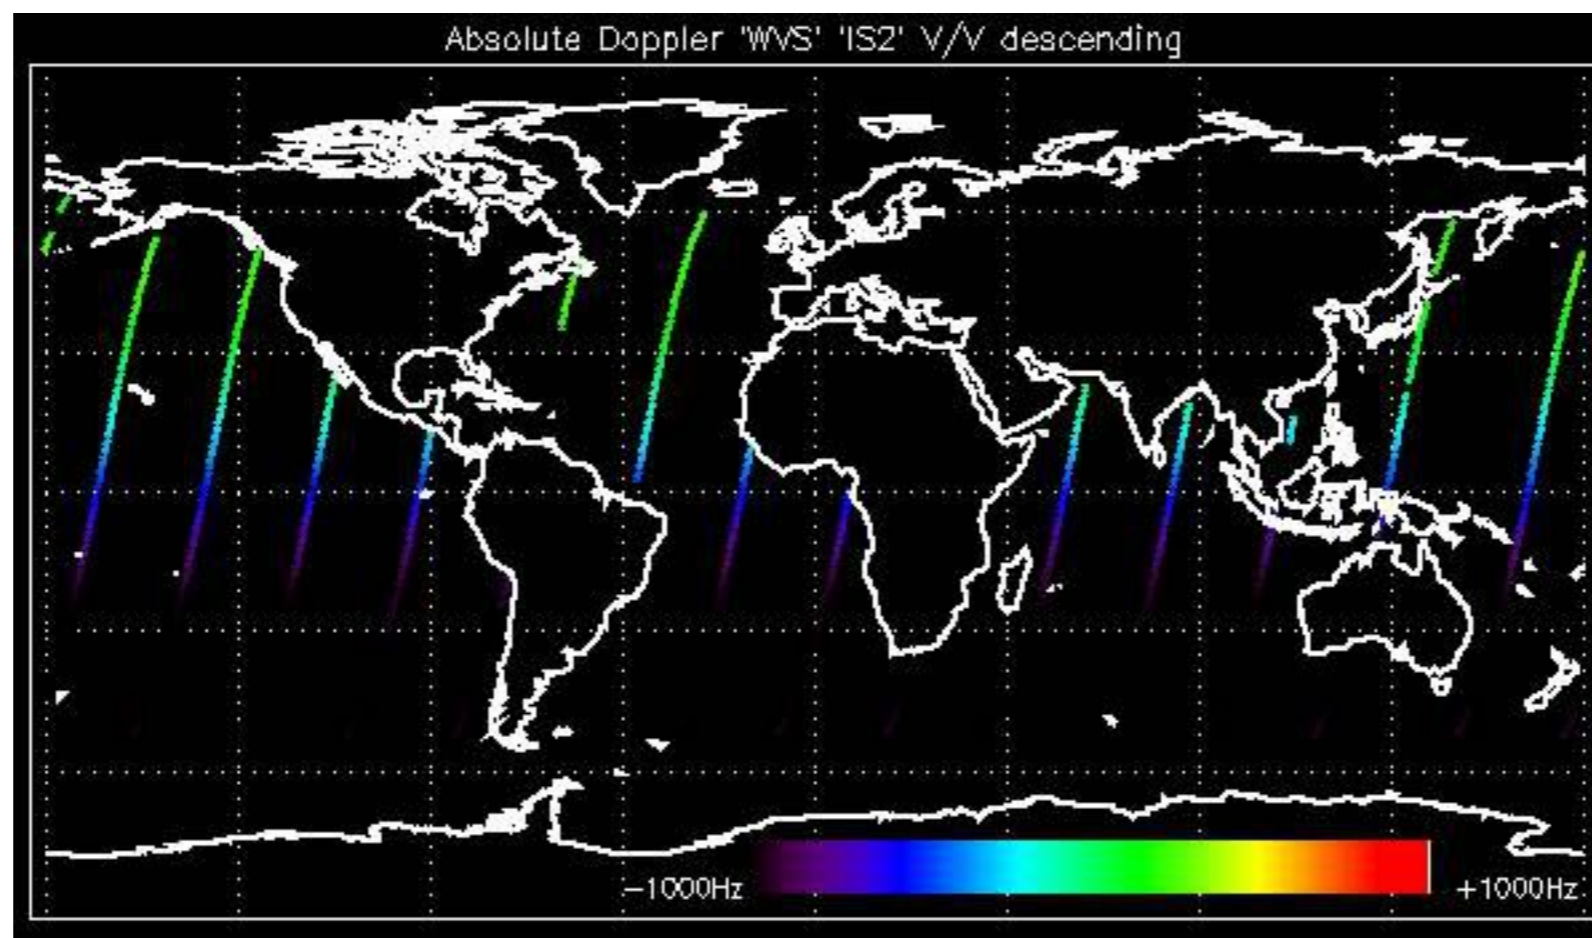 Absolute Doppler 'WVS' 'IS2' V/V descending
−1000Hz +1000Hz